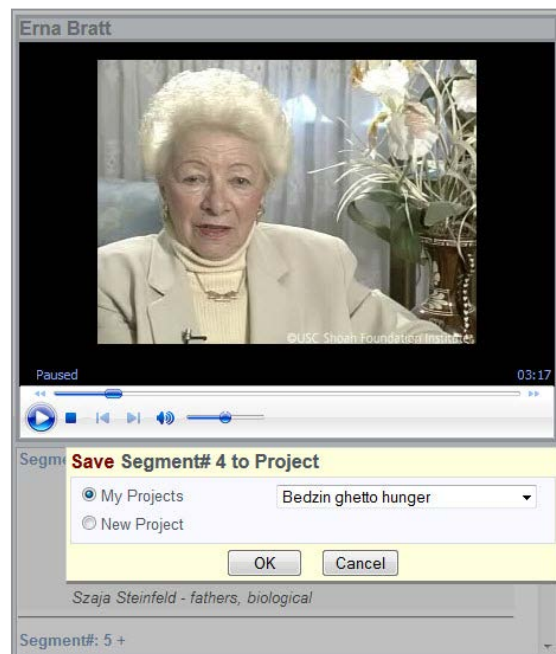 Erna Bratt
©USC Shoah Foundation Institute
Paused 03:17
Save Segment# 4 to Project
My Projects Bedzin ghetto hunger
New Project
OK Cancel
Szaja Steinfeld - fathers, biological
Segment#: 5 +